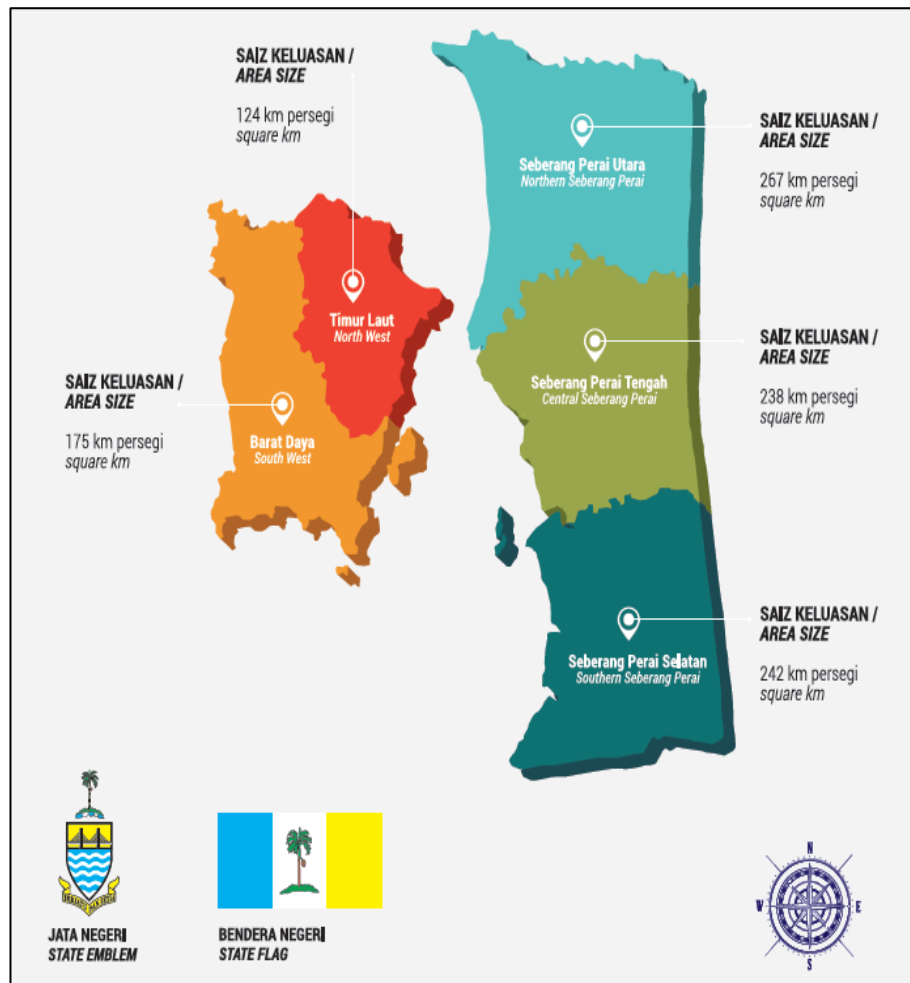 SAIZ KELUASAN /
AREA SIZE
124 km persegi
square km
SAIZ KELUASAN /
AREA SIZE
267 km persegi
square km
Seberang Perai Utara
Northern Seberang Perai
Timur Laut
North West
SAIZ KELUASAN /
AREA SIZE
238 km persegi
square km
Seberang Perai Tengah
Central Seberang Perai
SAIZ KELUASAN /
AREA SIZE
175 km persegi
square km
Barat Daya
South West
SAIZ KELUASAN /
AREA SIZE
242 km persegi
square km
Seberang Perai Selatan
Southern Seberang Perai
JATA NEGERI
STATE EMBLEM
BENDERA NEGERI
STATE FLAG
N
W
E
S